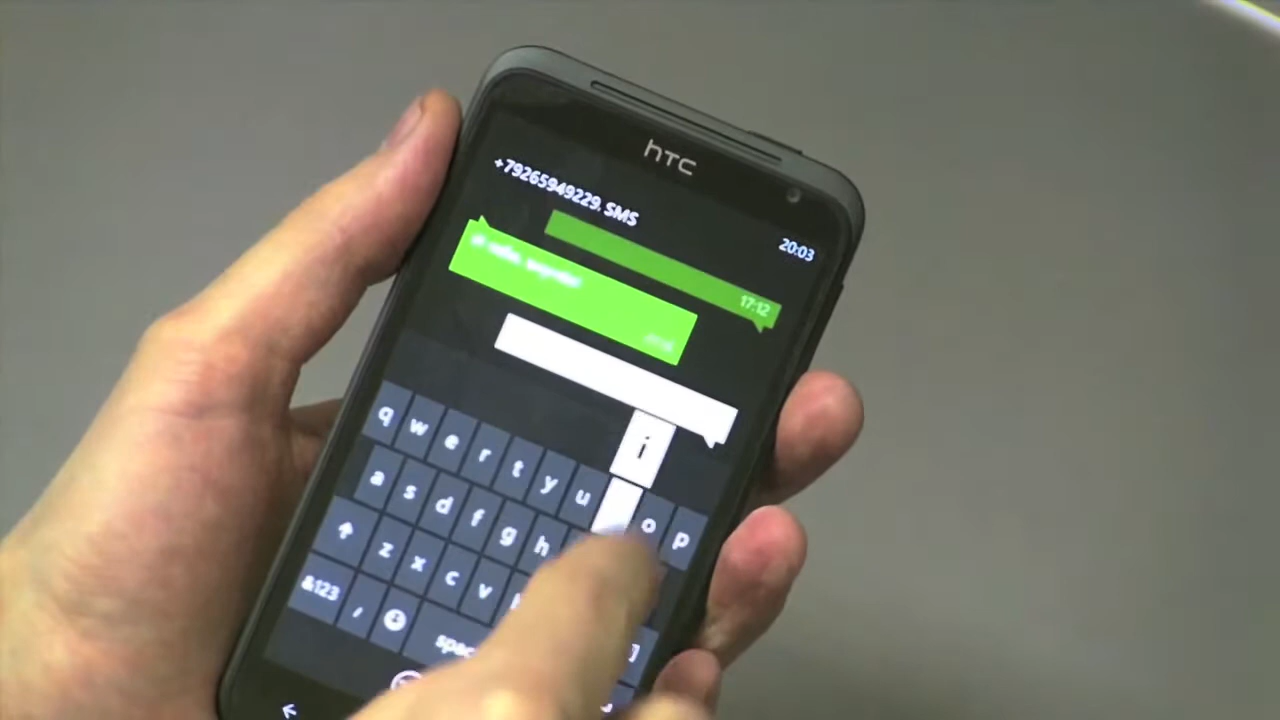 hTC
+79265949229, SMS
20:03
17:12
i
q w e r t y u o p
a s d f g h
z x c v
&123 ,